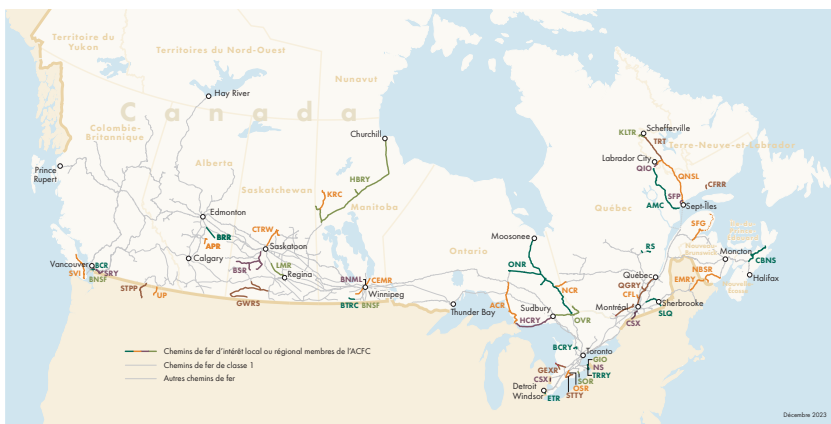 Territoire du
Yukon
Territoires du Nord-Ouest
Nunavut
Hay River
Canada
Colombie-
Britannique
Churchill
KLTR
Schefferville
TRT
Terre-Neuve-et-Labrador
Labrador City
QIO
Prince
Rupert
Alberta
HBRY
QNSL
CFRR
Saskatchewan
KRC
Manitoba
SFP
AMC
Sept-Îles
Edmonton
Québec
CTRW
BRR
APR
SFG
Moosonee
Saskatoon
Ontario
RS
Nouveau-
Brunswick
Moncton
CBNS
Calgary
BSR
LMR
Regina
ONR
Vancouver
BCR
SRY
SVI
BNSF
NBSR
EMRY
Halifax
Québec
QGRY
CFL
BNML
CEMR
Winnipeg
NCR
STPP
UP
GWRS
BTRC
BNSF
Thunder Bay
ACR
Sudbury
HCRY
OVR
Montréal
Sherbrooke
SLQ
CSX
BCRY
Toronto
Chemins de fer d'intérêt local ou régional membres de l'ACFC
Chemins de fer de classe 1
Autres chemins de fer
GIO
NS
TRRY
GEXR
CSX
SOR
OSR
STTY
Detroit
Windsor
ETR
Décembre 2023